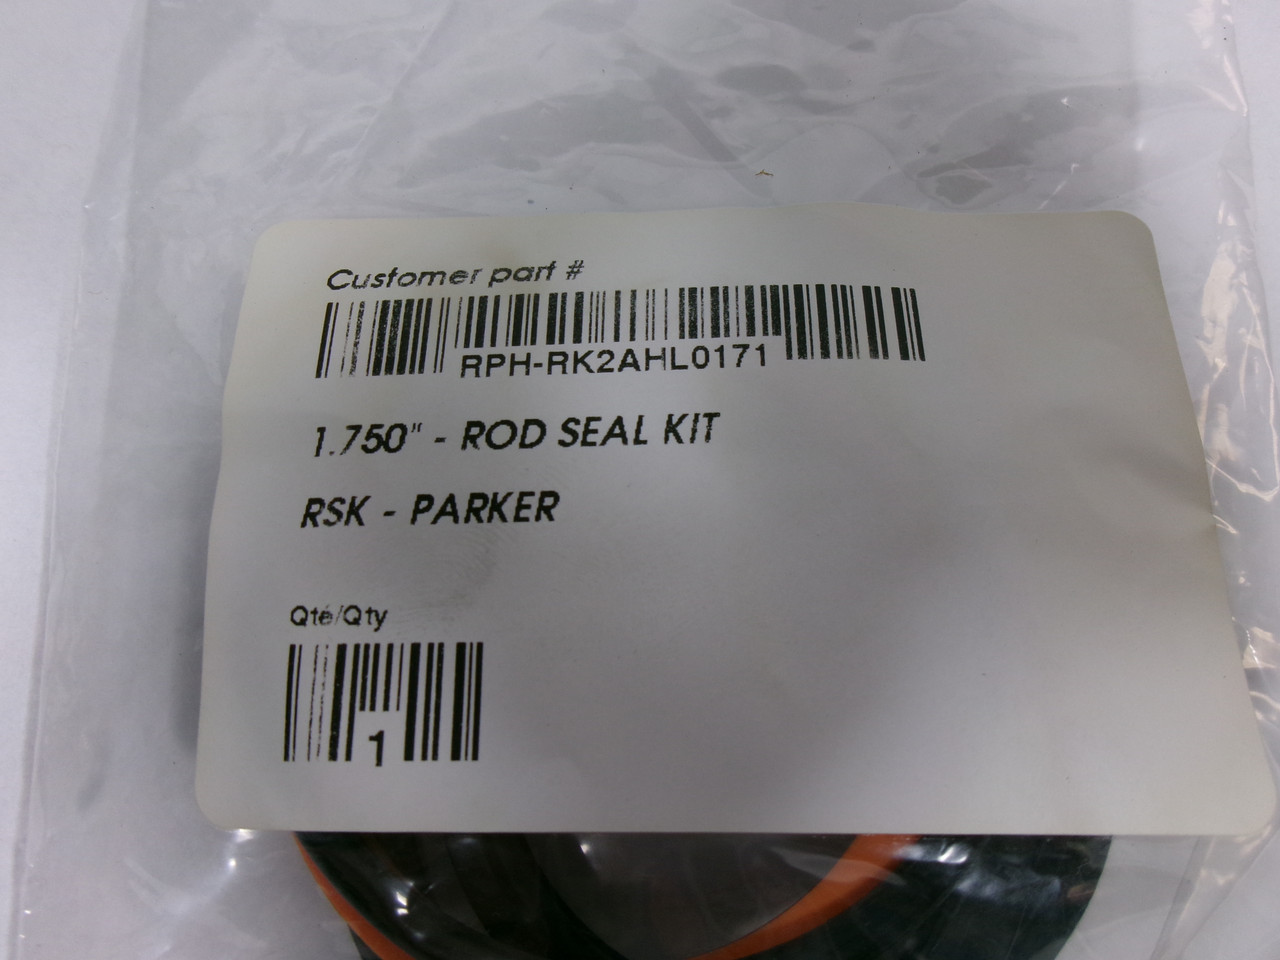 Customer part #
RPH-RK2AHL0171
1.750" - ROD SEAL KIT
RSK - PARKER
Qté/Qty
1